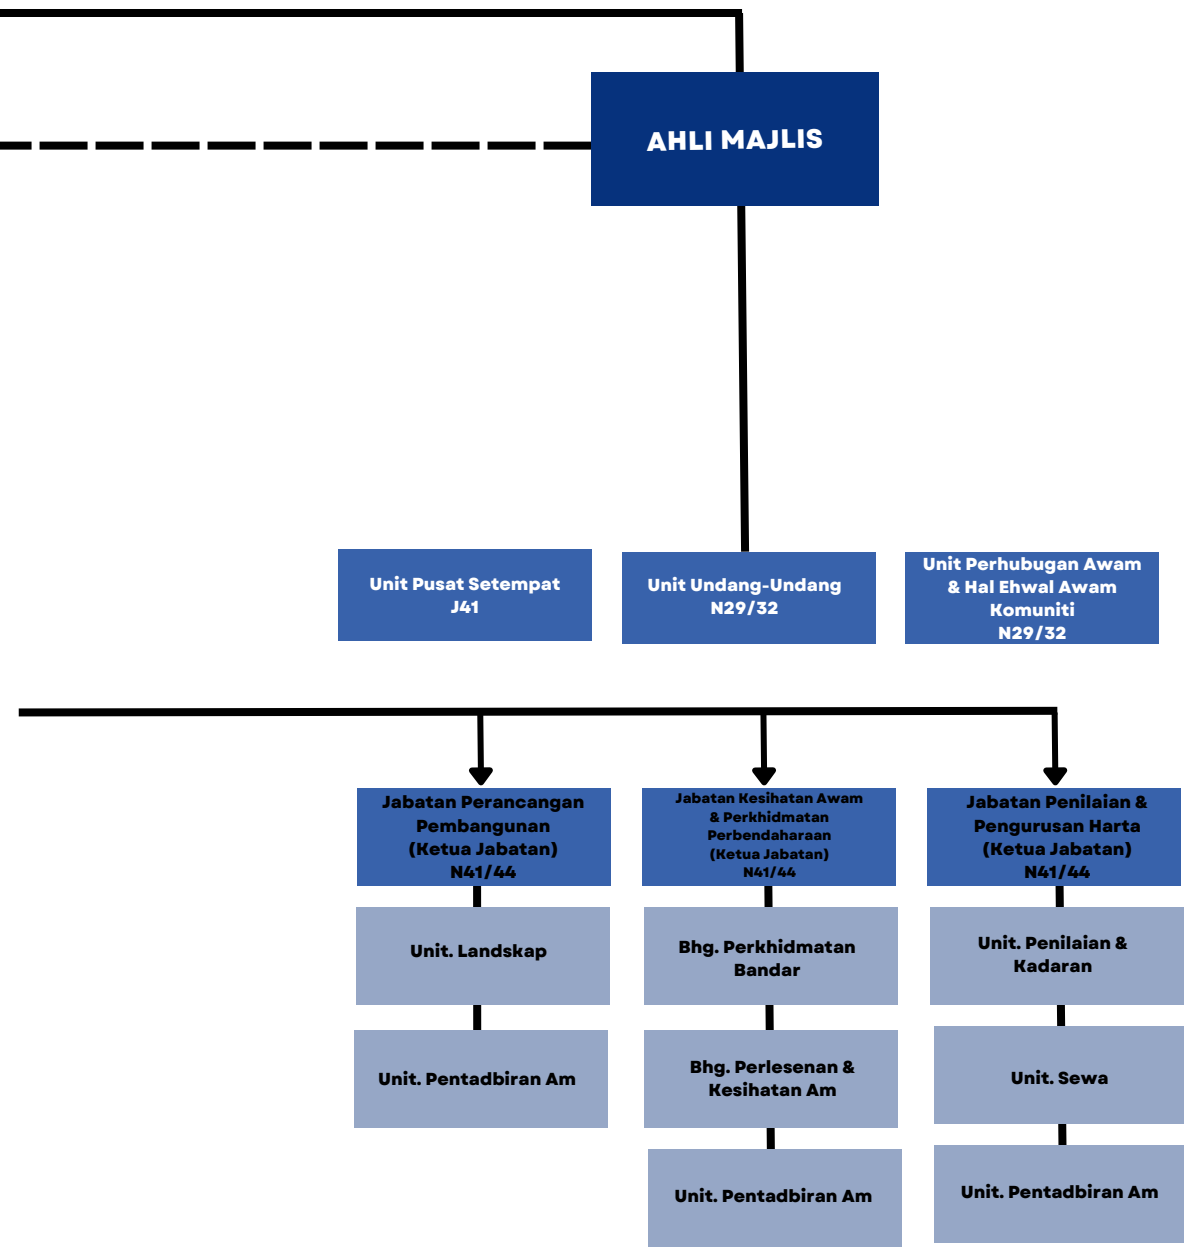 AHLI MAJLIS
Unit Pusat Setempat
J41
Unit Undang-Undang
N29/32
Unit Perhubugan Awam
& Hal Ehwal Awam
Komuniti
N29/32
Jabatan Perancangan
Pembangunan
(Ketua Jabatan)
N41/44
Jabatan Kesihatan Awam
& Perkhidmatan
Perbendaharaan
(Ketua Jabatan)
N41/44
Jabatan Penilaian &
Pengurusan Harta
(Ketua Jabatan)
N41/44
Unit. Landskap
Bhg. Perkhidmatan
Bandar
Unit. Penilaian &
Kadaran
Unit. Pentadbiran Am
Bhg. Perlesenan &
Kesihatan Am
Unit. Sewa
Unit. Pentadbiran Am
Unit. Pentadbiran Am